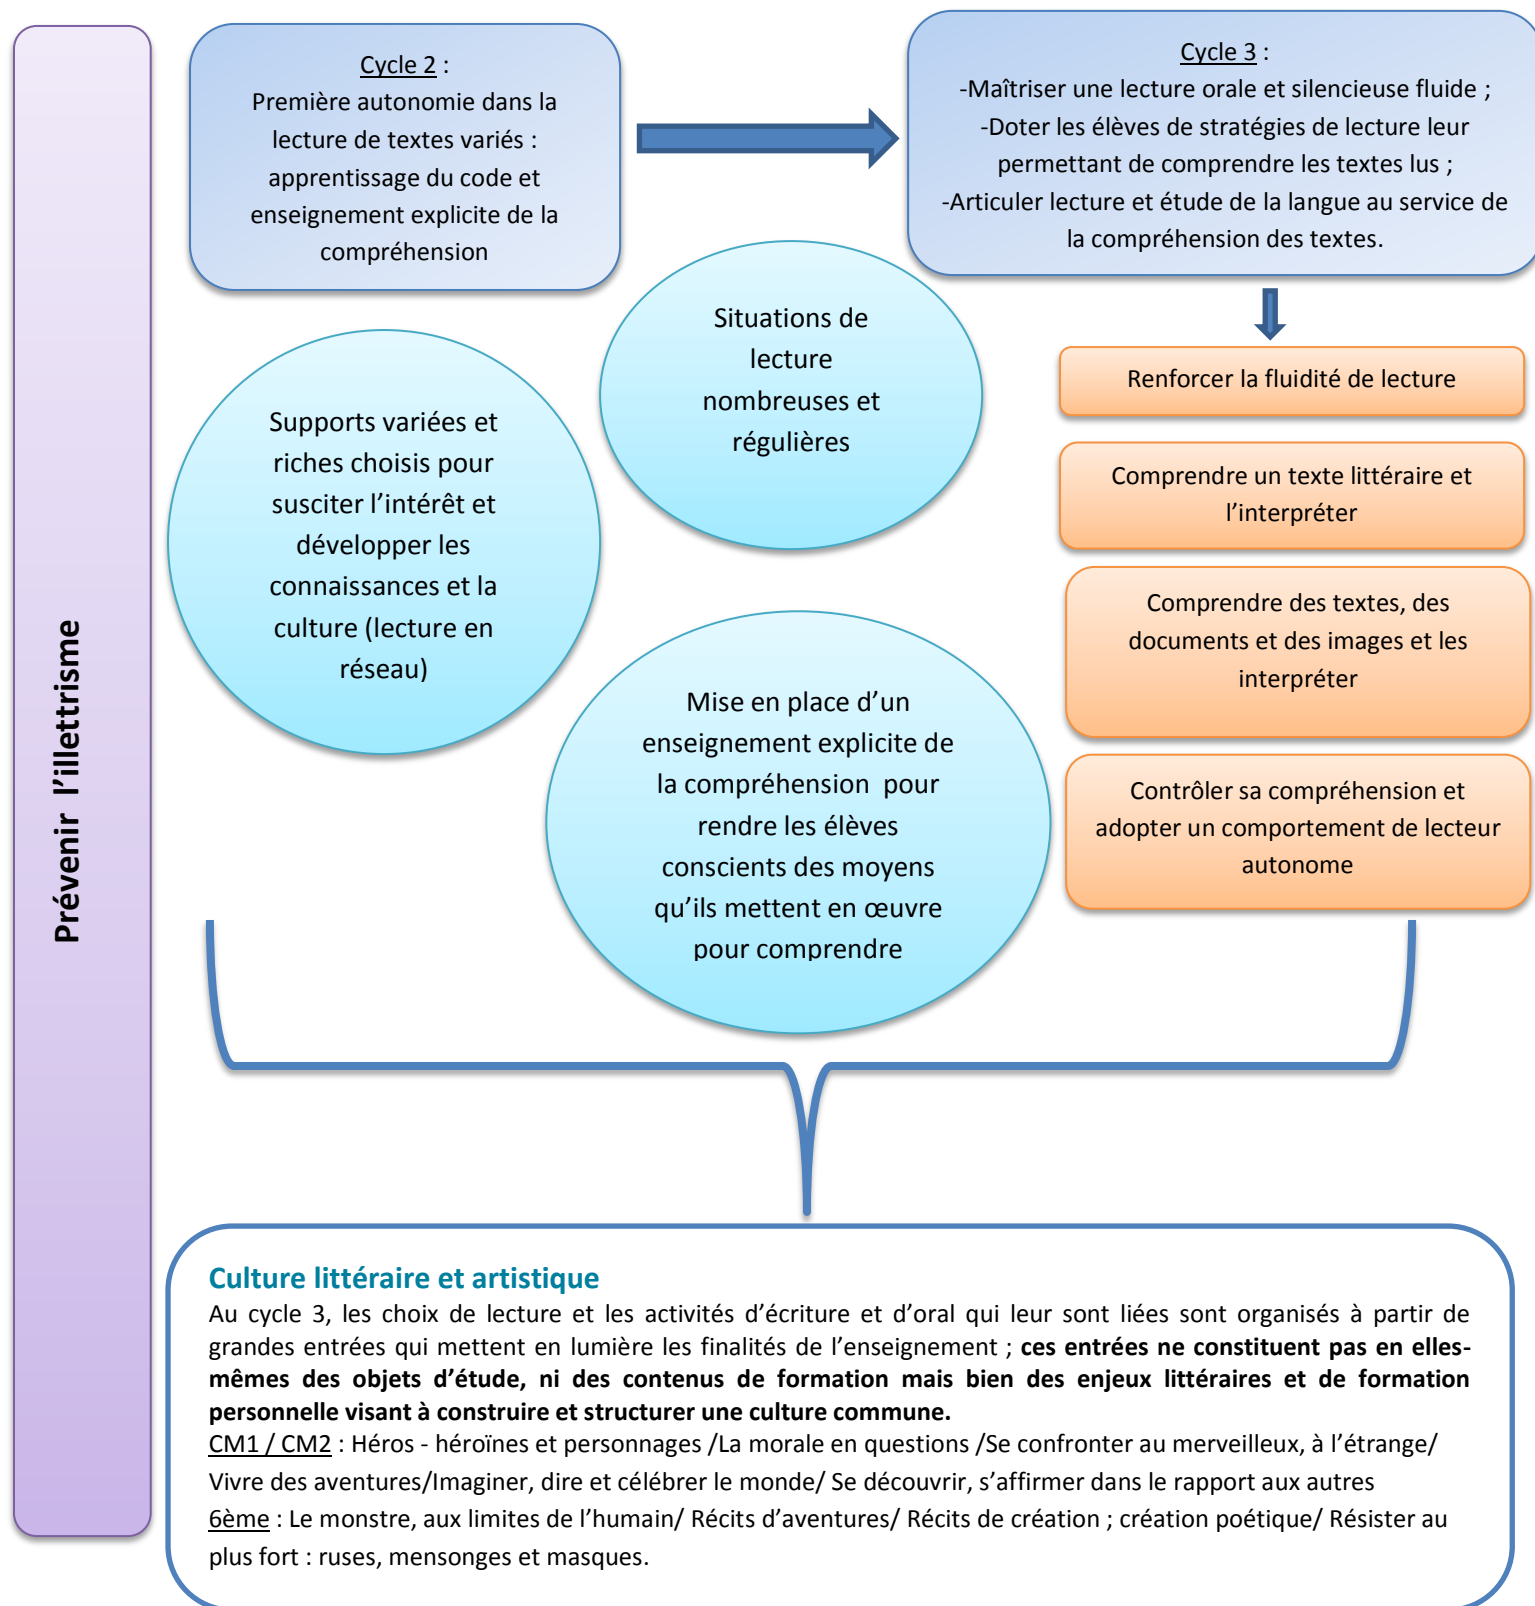 Prévenir l’illettrisme
Cycle 2 :
Première autonomie dans la
lecture de textes variés :
apprentissage du code et
enseignement explicite de la
compréhension
Cycle 3 :
-Maîtriser une lecture orale et silencieuse fluide ;
-Doter les élèves de stratégies de lecture leur
permettant de comprendre les textes lus ;
-Articuler lecture et étude de la langue au service de
la compréhension des textes.
Situations de
lecture
nombreuses et
régulières
Supports variées et
riches choisis pour
susciter l’intérêt et
développer les
connaissances et la
culture (lecture en
réseau)
Mise en place d’un
enseignement explicite de
la compréhension pour
rendre les élèves
conscients des moyens
qu’ils mettent en œuvre
pour comprendre
Renforcer la fluidité de lecture
Comprendre un texte littéraire et
l’interpréter
Comprendre des textes, des
documents et des images et les
interpréter
Contrôler sa compréhension et
adopter un comportement de lecteur
autonome
Culture littéraire et artistique
Au cycle 3, les choix de lecture et les activités d’écriture et d’oral qui leur sont liées sont organisés à partir de
grandes entrées qui mettent en lumière les finalités de l’enseignement ; ces entrées ne constituent pas en elles-
mêmes des objets d’étude, ni des contenus de formation mais bien des enjeux littéraires et de formation
personnelle visant à construire et structurer une culture commune.
CM1 / CM2 : Héros - héroïnes et personnages /La morale en questions /Se confronter au merveilleux, à l’étrange/
Vivre des aventures/Imaginer, dire et célébrer le monde/ Se découvrir, s’affirmer dans le rapport aux autres
6ème : Le monstre, aux limites de l’humain/ Récits d’aventures/ Récits de création ; création poétique/ Résister au
plus fort : ruses, mensonges et masques.